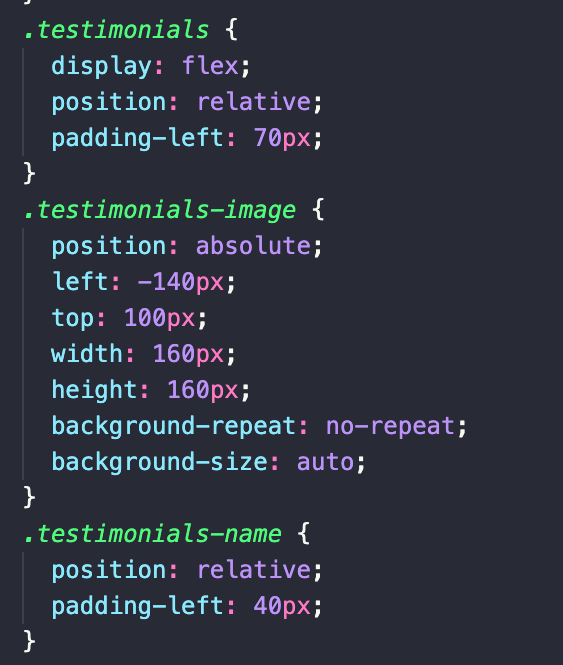 }
.testimonials {
  display: flex;
  position: relative;
  padding-left: 70px;
}
.testimonials-image {
  position: absolute;
  left: -140px;
  top: 100px;
  width: 160px;
  height: 160px;
  background-repeat: no-repeat;
  background-size: auto;
}
.testimonials-name {
  position: relative;
  padding-left: 40px;
}